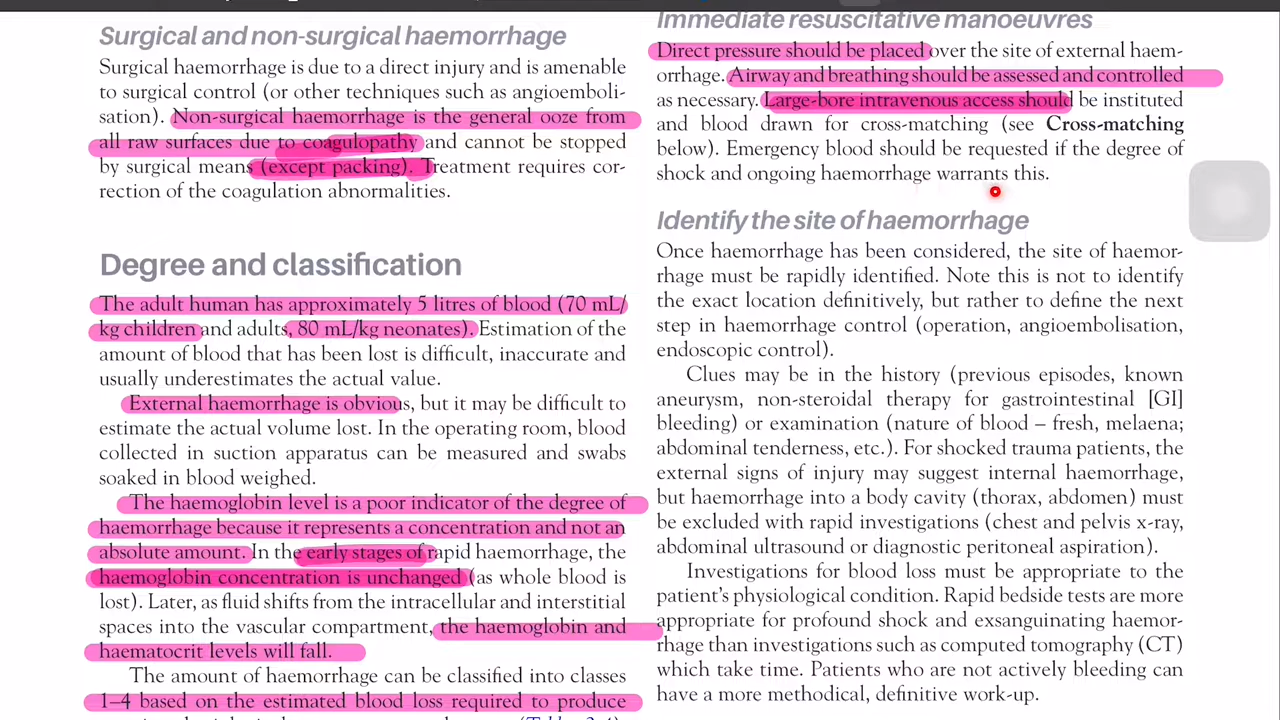 Surgical and non-surgical haemorrhage
Surgical haemorrhage is due to a direct injury and is amenable
to surgical control (or other techniques such as angioemboli-
sation). Non-surgical haemorrhage is the general ooze from
all raw surfaces due to coagulopathy and cannot be stopped
by surgical means (except packing). Treatment requires cor-
rection of the coagulation abnormalities.
Degree and classification
The adult human has approximately 5 litres of blood (70 mL/
kg children and adults, 80 mL/kg neonates). Estimation of the
amount of blood that has been lost is difficult, inaccurate and
usually underestimates the actual value.
External haemorrhage is obvious, but it may be difficult to
estimate the actual volume lost. In the operating room, blood
collected in suction apparatus can be measured and swabs
soaked in blood weighed.
The haemoglobin level is a poor indicator of the degree of
haemorrhage because it represents a concentration and not an
absolute amount. In the early stages of rapid haemorrhage, the
haemoglobin concentration is unchanged (as whole blood is
lost). Later, as fluid shifts from the intracellular and interstitial
spaces into the vascular compartment, the haemoglobin and
haematocrit levels will fall.
The amount of haemorrhage can be classified into classes
1–4 based on the estimated blood loss required to produce
Immediate resuscitative manoeuvres
Direct pressure should be placed over the site of external haem-
orrhage. Airway and breathing should be assessed and controlled
as necessary. Large-bore intravenous access should be instituted
and blood drawn for cross-matching (see Cross-matching
below). Emergency blood should be requested if the degree of
shock and ongoing haemorrhage warrants this.
Identify the site of haemorrhage
Once haemorrhage has been considered, the site of haemor-
rhage must be rapidly identified. Note this is not to identify
the exact location definitively, but rather to define the next
step in haemorrhage control (operation, angioembolisation,
endoscopic control).
Clues may be in the history (previous episodes, known
aneurysm, non-steroidal therapy for gastrointestinal [GI]
bleeding) or examination (nature of blood – fresh, melaena;
abdominal tenderness, etc.). For shocked trauma patients, the
external signs of injury may suggest internal haemorrhage,
but haemorrhage into a body cavity (thorax, abdomen) must
be excluded with rapid investigations (chest and pelvis x-ray,
abdominal ultrasound or diagnostic peritoneal aspiration).
Investigations for blood loss must be appropriate to the
patient's physiological condition. Rapid bedside tests are more
appropriate for profound shock and exsanguinating haemor-
rhage than investigations such as computed tomography (CT)
which take time. Patients who are not actively bleeding can
have a more methodical, definitive work-up.